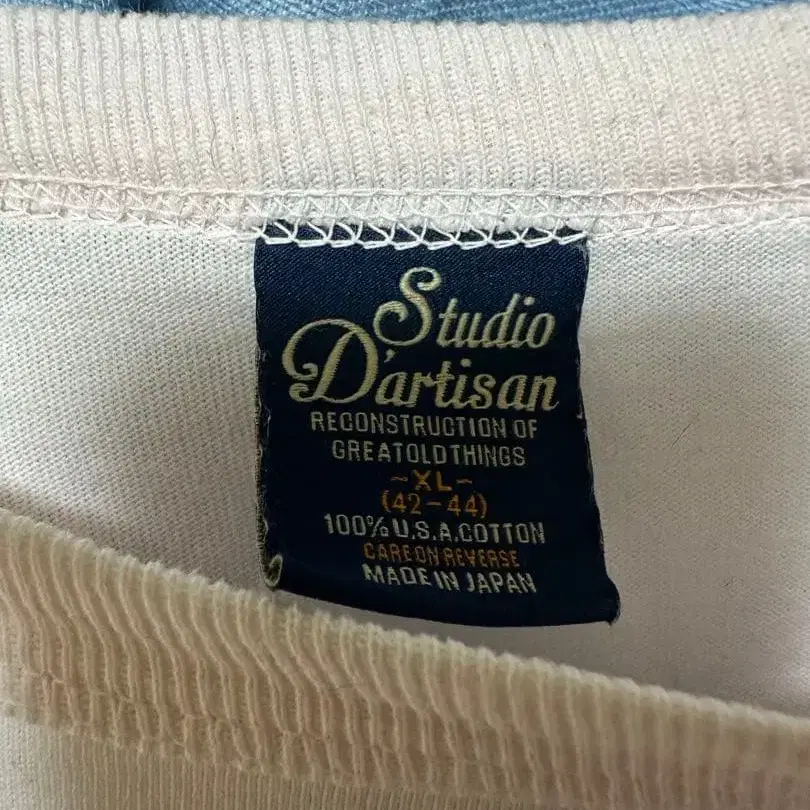 Studio
D'artisan
RECONSTRUCTION OF
GREATOLDTHINGS
~XL~
(42-44)
100% U.S.A.COTTON
CARE ON REVERSE
MADE IN JAPAN